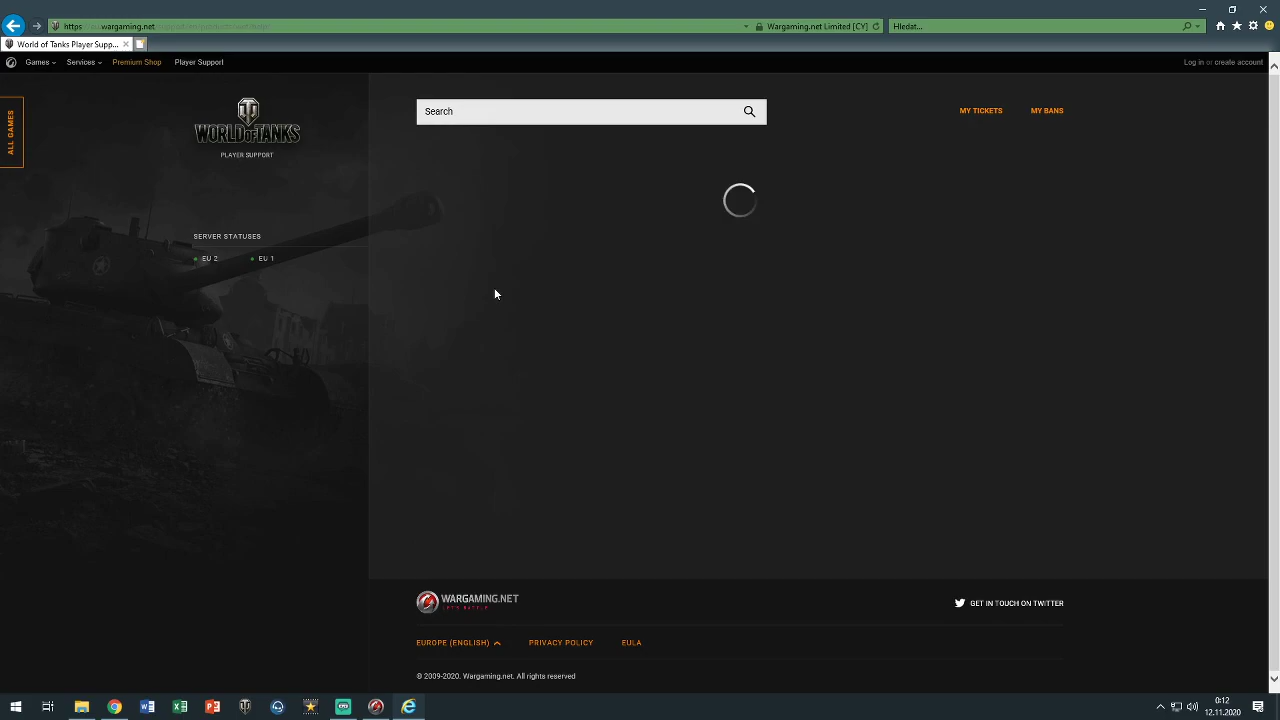 https
wargaming.net
Wargaming.net Limited [CY]
Hledat...
World of Tanks Player Supp...
Games
Services
Premium Shop
Player Support
Log in or create account
ALL GAMES
WORLD OF TANKS
PLAYER SUPPORT
Search
MY TICKETS
MY BANS
SERVER STATUSES
EU 2
EU 1
WARGAMING.NET
LET'S BATTLE
GET IN TOUCH ON TWITTER
EUROPE (ENGLISH)
PRIVACY POLICY
EULA
© 2009-2020. Wargaming.net. All rights reserved
0:12
12.11.2020